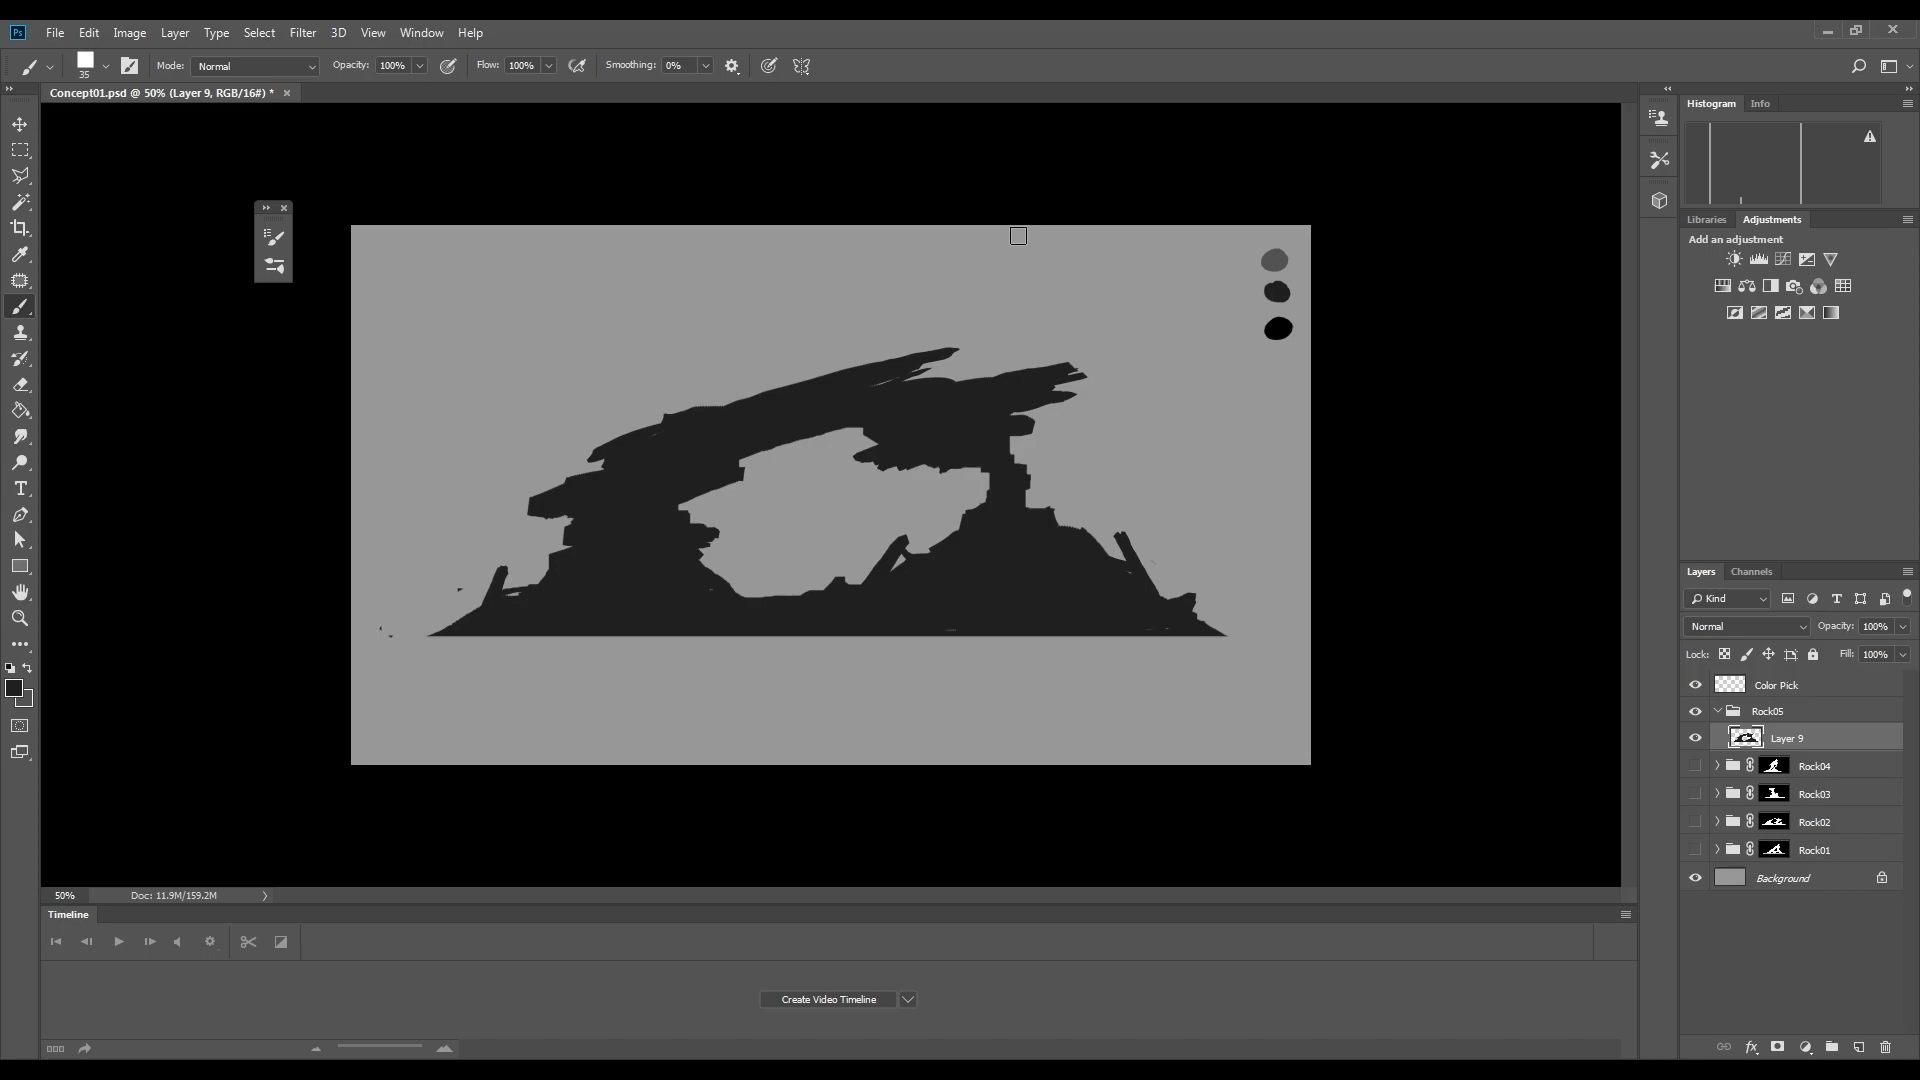 Ps File Edit Image Layer Type Select Filter 3D View Window Help
35 Mode: Normal Opacity: 100% Flow: 100% Smoothing: 0%
Concept01.psd @ 50% (Layer 9, RGB/16#) * ×
Histogram Info
Libraries Adjustments
Add an adjustment
Layers Channels
Kind
Normal Opacity: 100%
Lock: Fill: 100%
Color Pick
Rock05
Layer 9
Rock04
Rock03
Rock02
Rock01
Background
50% Doc: 11.9M/159.2M
Timeline
Create Video Timeline